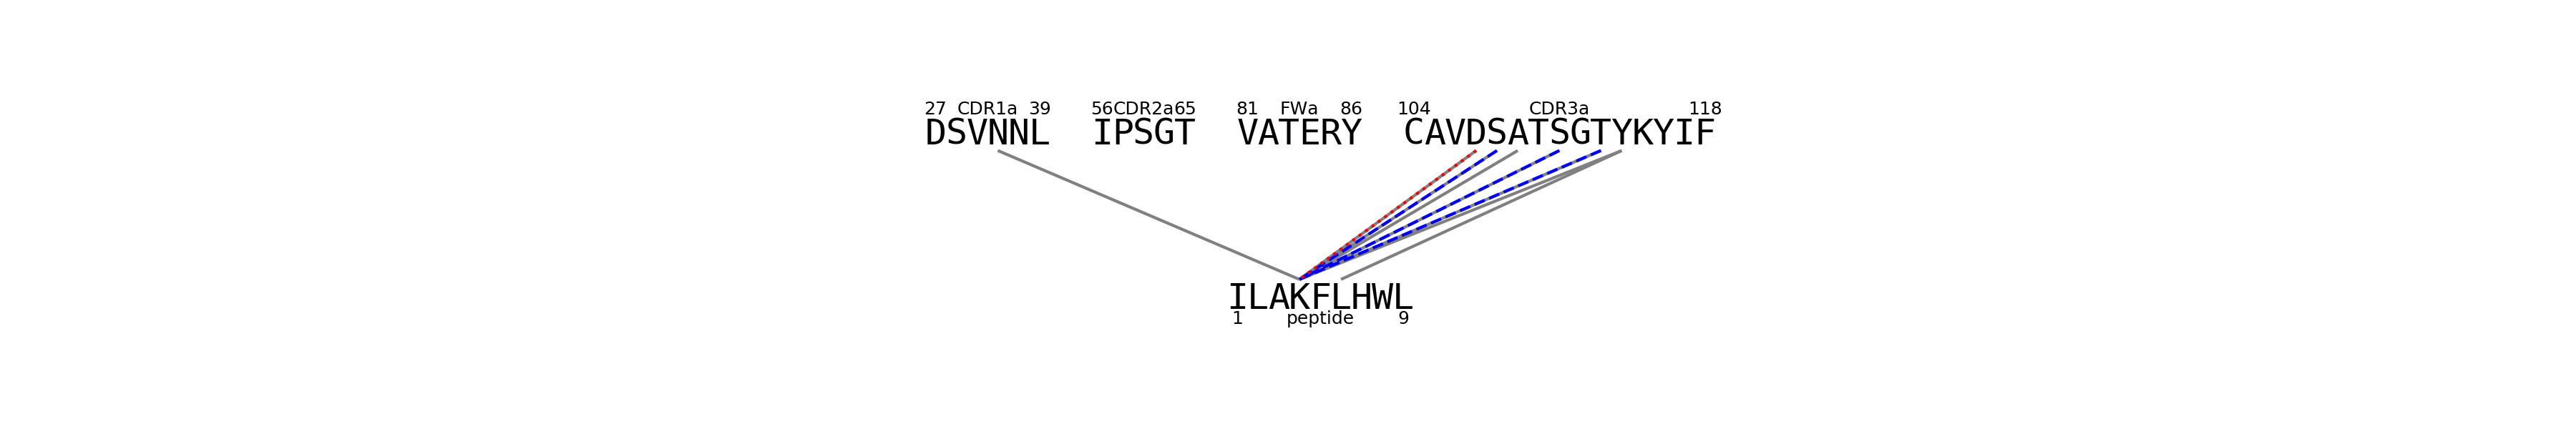 27 CDR1a 39 56CDR2a65 81 FWa 86 104 CDR3a 118
DSVNNL IPSGT VATERY CAVDSATSGTYKYIF
ILAKFLHWL
1 peptide 9